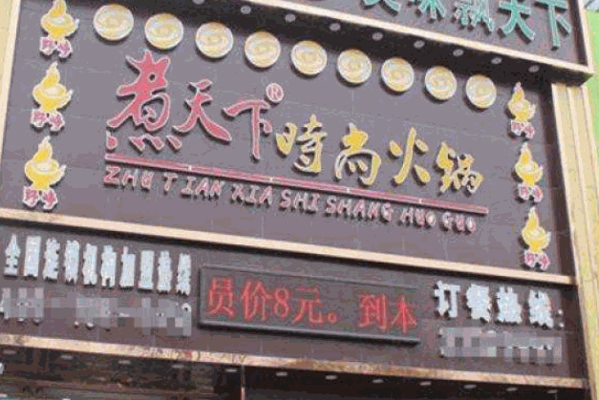 美味飘天下
煮天下®時尚火锅
ZHU TIAN XIA SHI SHANG HUO GUO
全国连锁机构加盟热线
员价8元。到本
订餐热线: